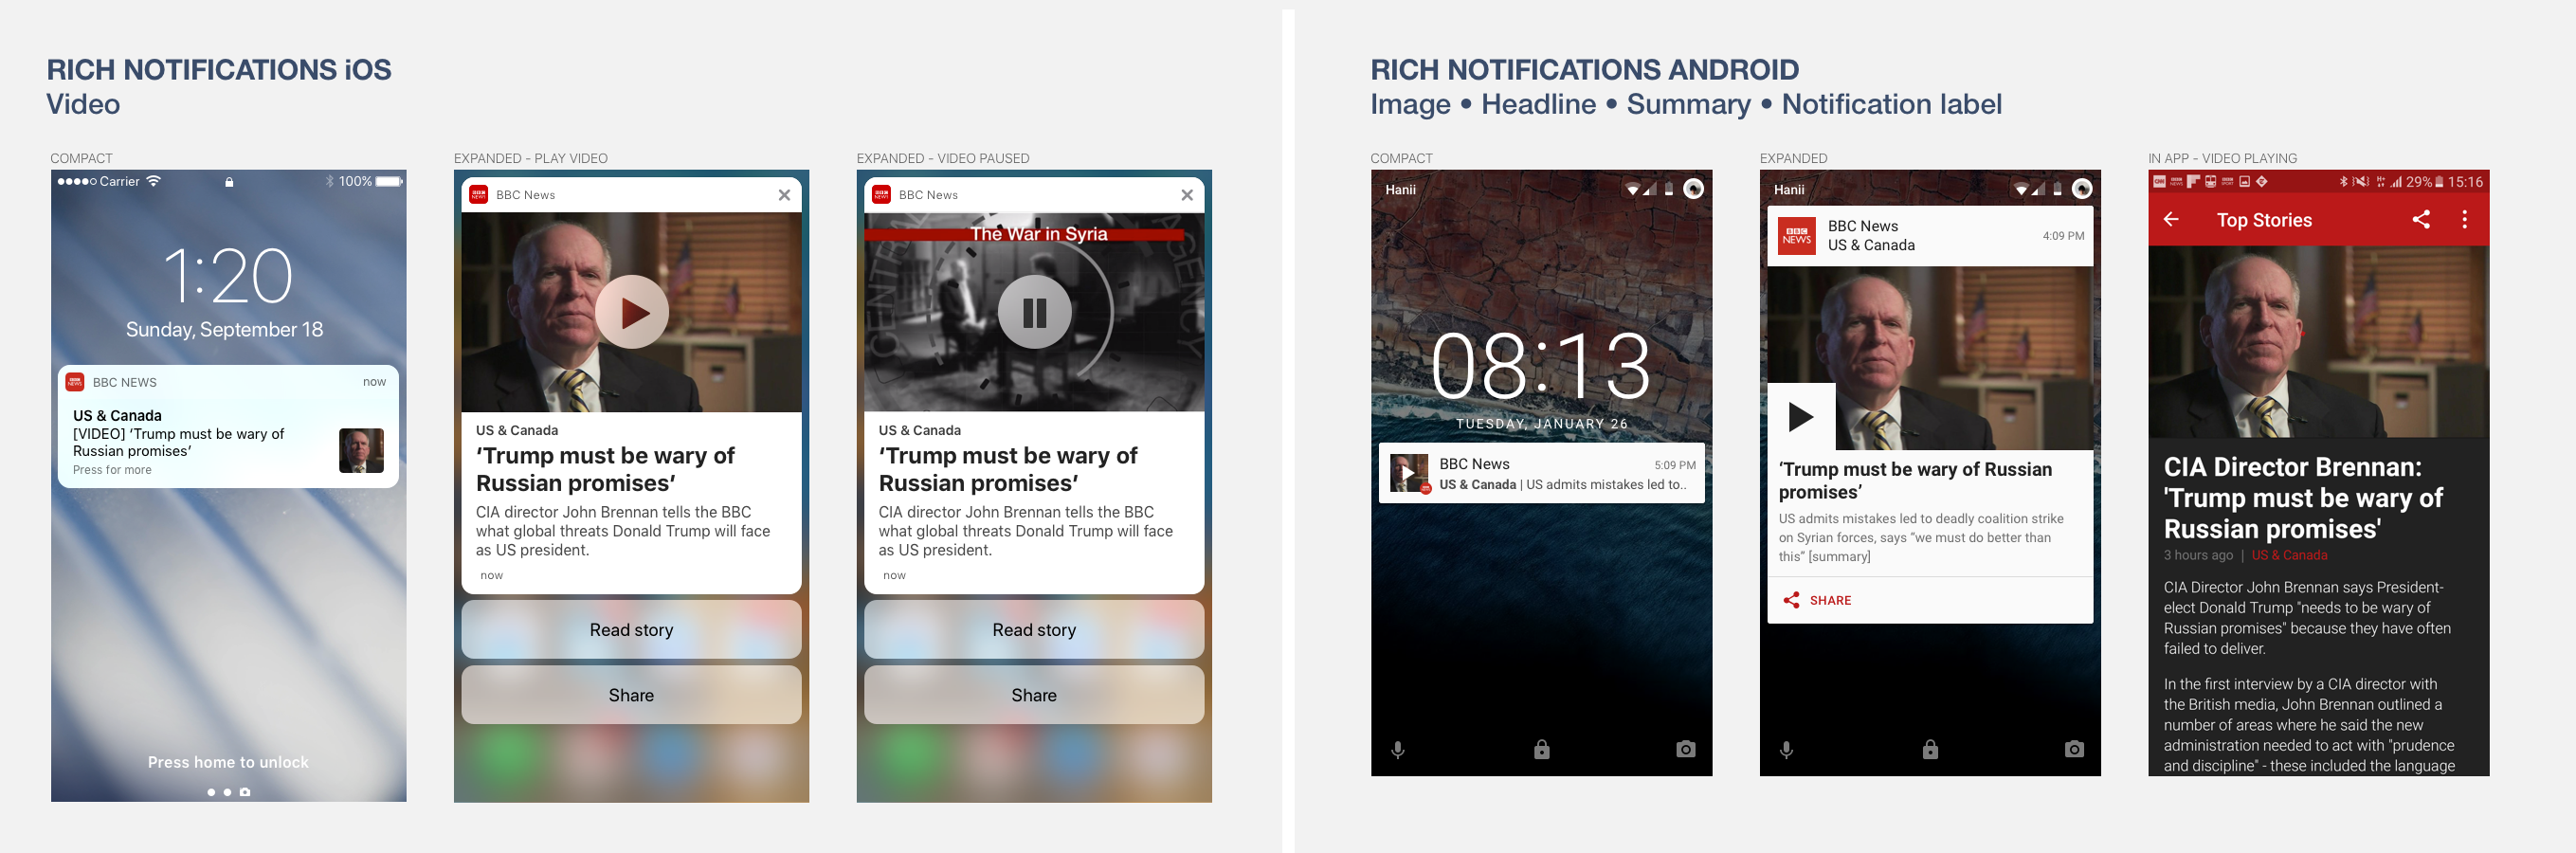 RICH NOTIFICATIONS iOS
Video
COMPACT
Carrier
100%
1:20
Sunday, September 18
BBC NEWS
now
US & Canada
[VIDEO] ‘Trump must be wary of
Russian promises’
Press for more
Press home to unlock
EXPANDED - PLAY VIDEO
BBC News
US & Canada
‘Trump must be wary of
Russian promises’
CIA director John Brennan tells the BBC
what global threats Donald Trump will face
as US president.
now
Read story
Share
EXPANDED - VIDEO PAUSED
BBC News
The War in Syria
US & Canada
‘Trump must be wary of
Russian promises’
CIA director John Brennan tells the BBC
what global threats Donald Trump will face
as US president.
now
Read story
Share
RICH NOTIFICATIONS ANDROID
Image • Headline • Summary • Notification label
COMPACT
Hanii
08:13
TUESDAY, JANUARY 26
BBC News
5:09 PM
US & Canada | US admits mistakes led to..
EXPANDED
Hanii
BBC
NEWS
BBC News
US & Canada
4:09 PM
‘Trump must be wary of Russian
promises’
US admits mistakes led to deadly coalition strike
on Syrian forces, says “we must do better than
this” [summary]
SHARE
IN APP - VIDEO PLAYING
29% 15:16
Top Stories
CIA Director Brennan:
'Trump must be wary of
Russian promises'
3 hours ago | US & Canada
CIA Director John Brennan says President-
elect Donald Trump "needs to be wary of
Russian promises" because they have often
failed to deliver.
In the first interview by a CIA director with
the British media, John Brennan outlined a
number of areas where he said the new
administration needed to act with "prudence
and discipline" - these included the language